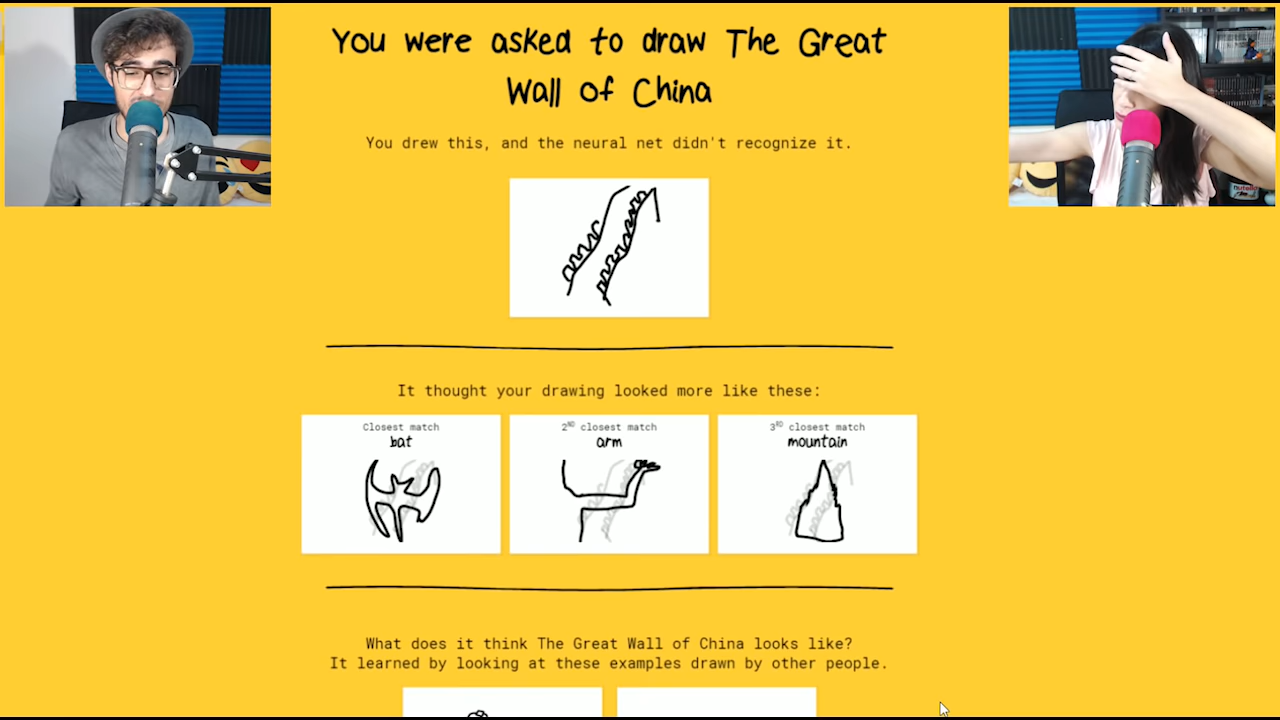 You were asked to draw The Great
Wall of China
You drew this, and the neural net didn't recognize it.
It thought your drawing looked more like these:
Closest match
bat
2ND closest match
arm
3RD closest match
mountain
What does it think The Great Wall of China looks like?
It learned by looking at these examples drawn by other people.
nutella